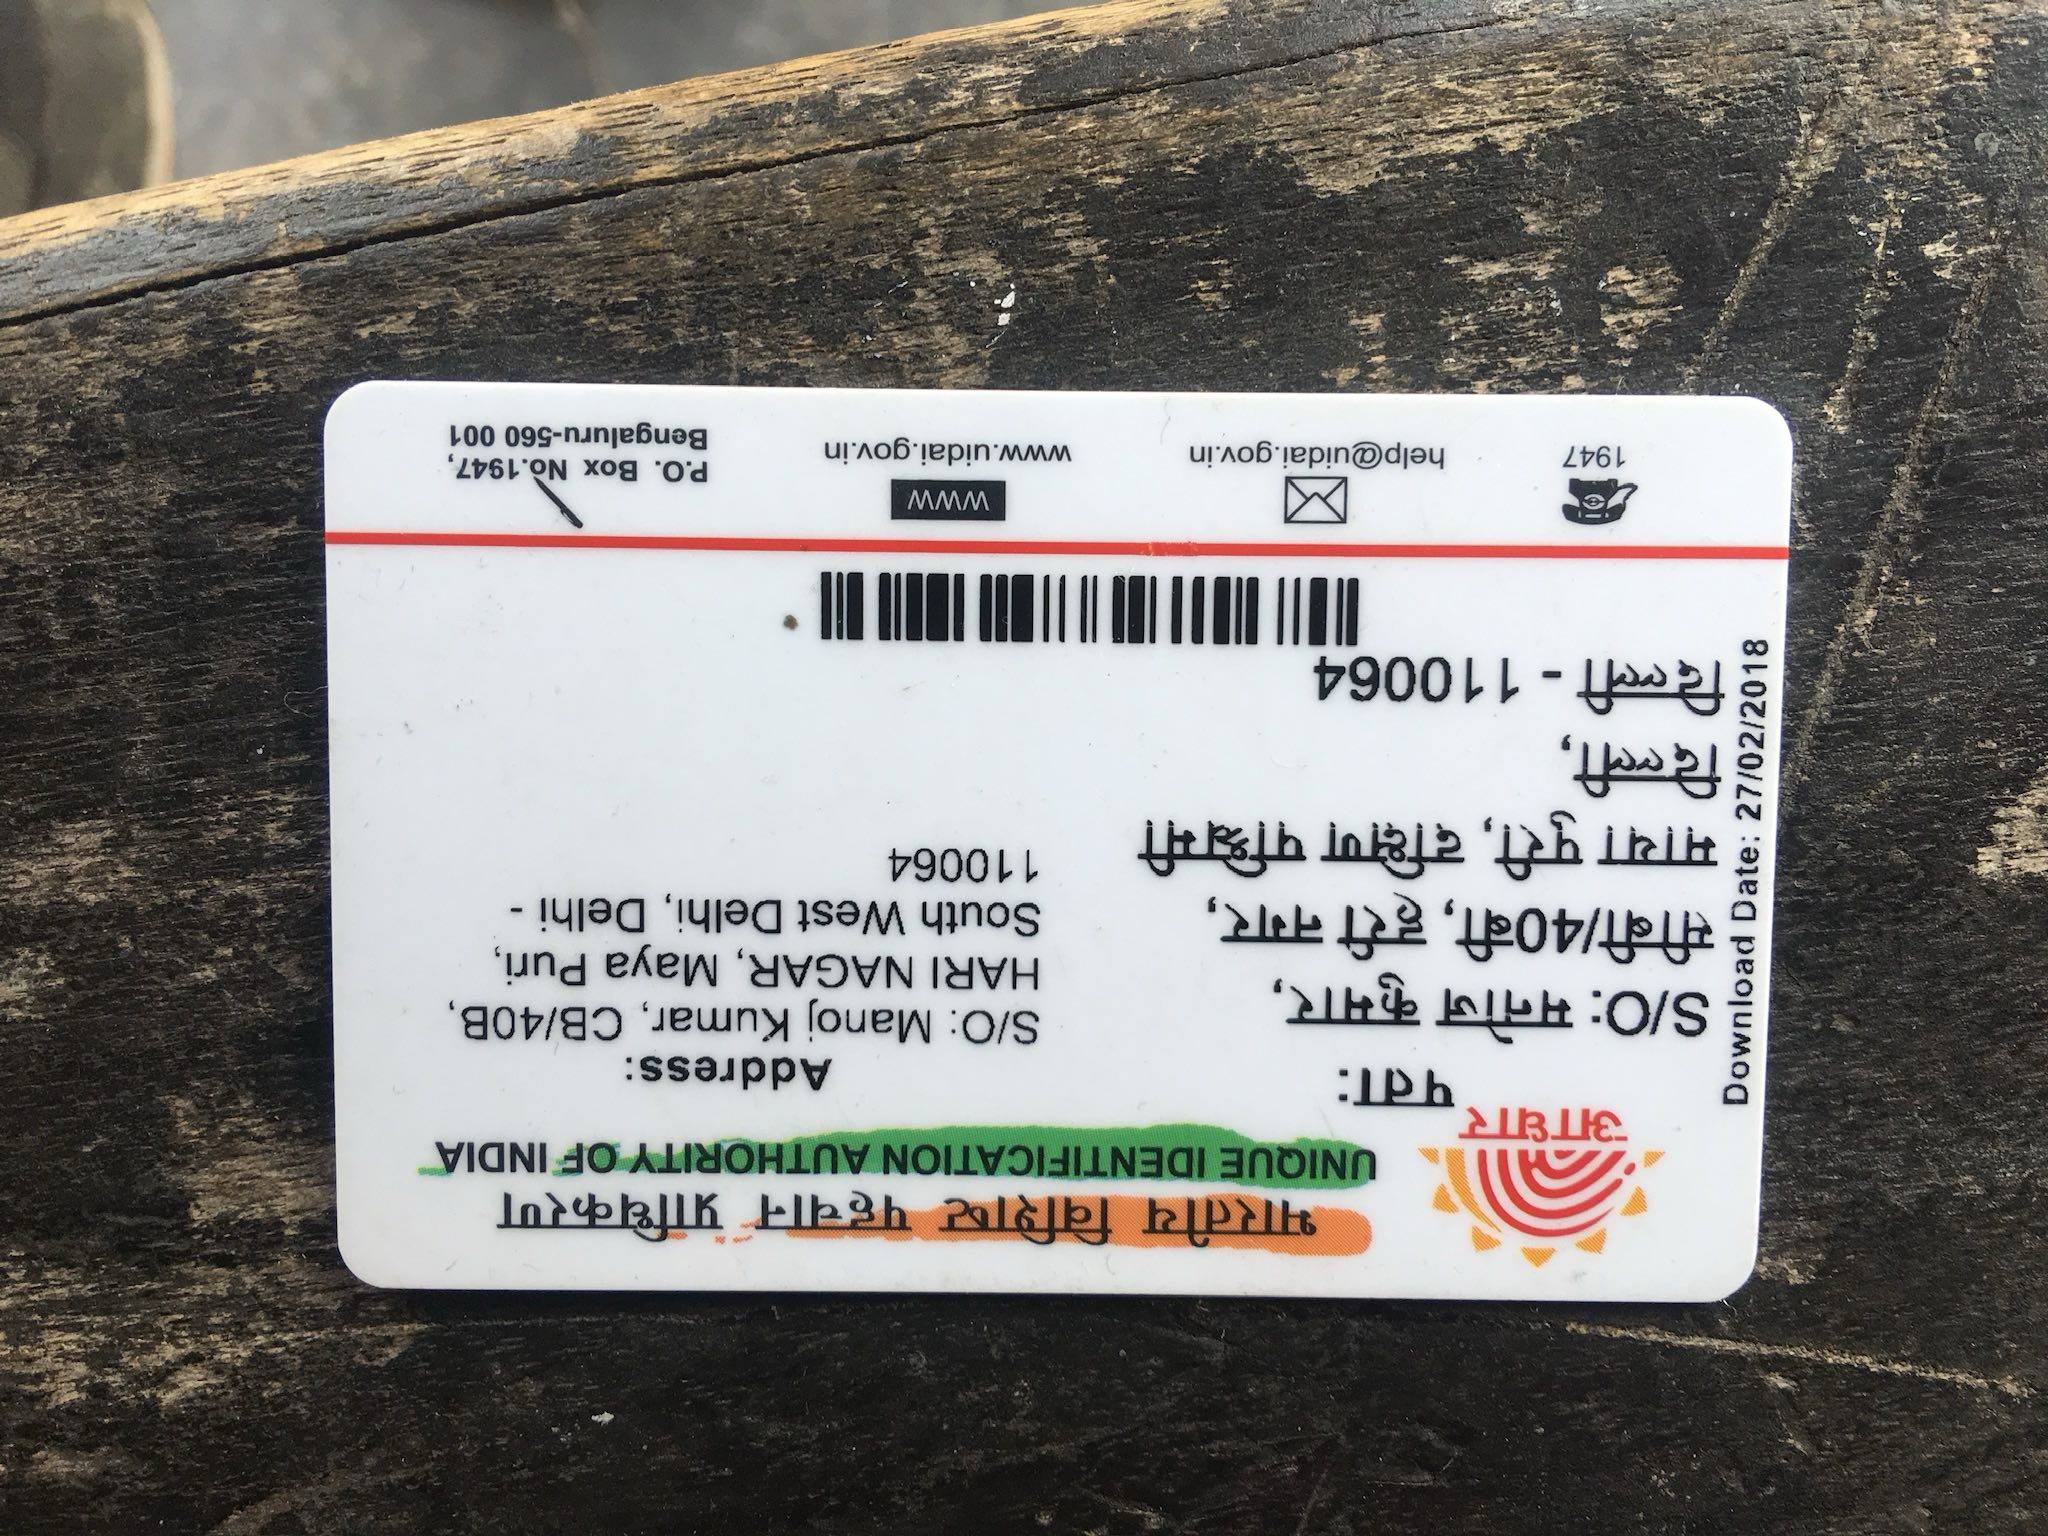 भारतीय विशिष्ट पहचान प्राधिकरण
UNIQUE IDENTIFICATION AUTHORITY OF INDIA
आधार
पता:
S/O: मनोज कुमार,
सीबी/40बी, हरी नगर,
माया पुरी, दक्षिण पश्चिमी
दिल्ली,
दिल्ली - 110064
Address:
S/O: Manoj Kumar, CB/40B,
HARI NAGAR, Maya Puri,
South West Delhi, Delhi -
110064
Download Date: 27/02/2018
1947
help@uidai.gov.in
WWW
www.uidai.gov.in
P.O. Box No.1947,
Bengaluru-560 001